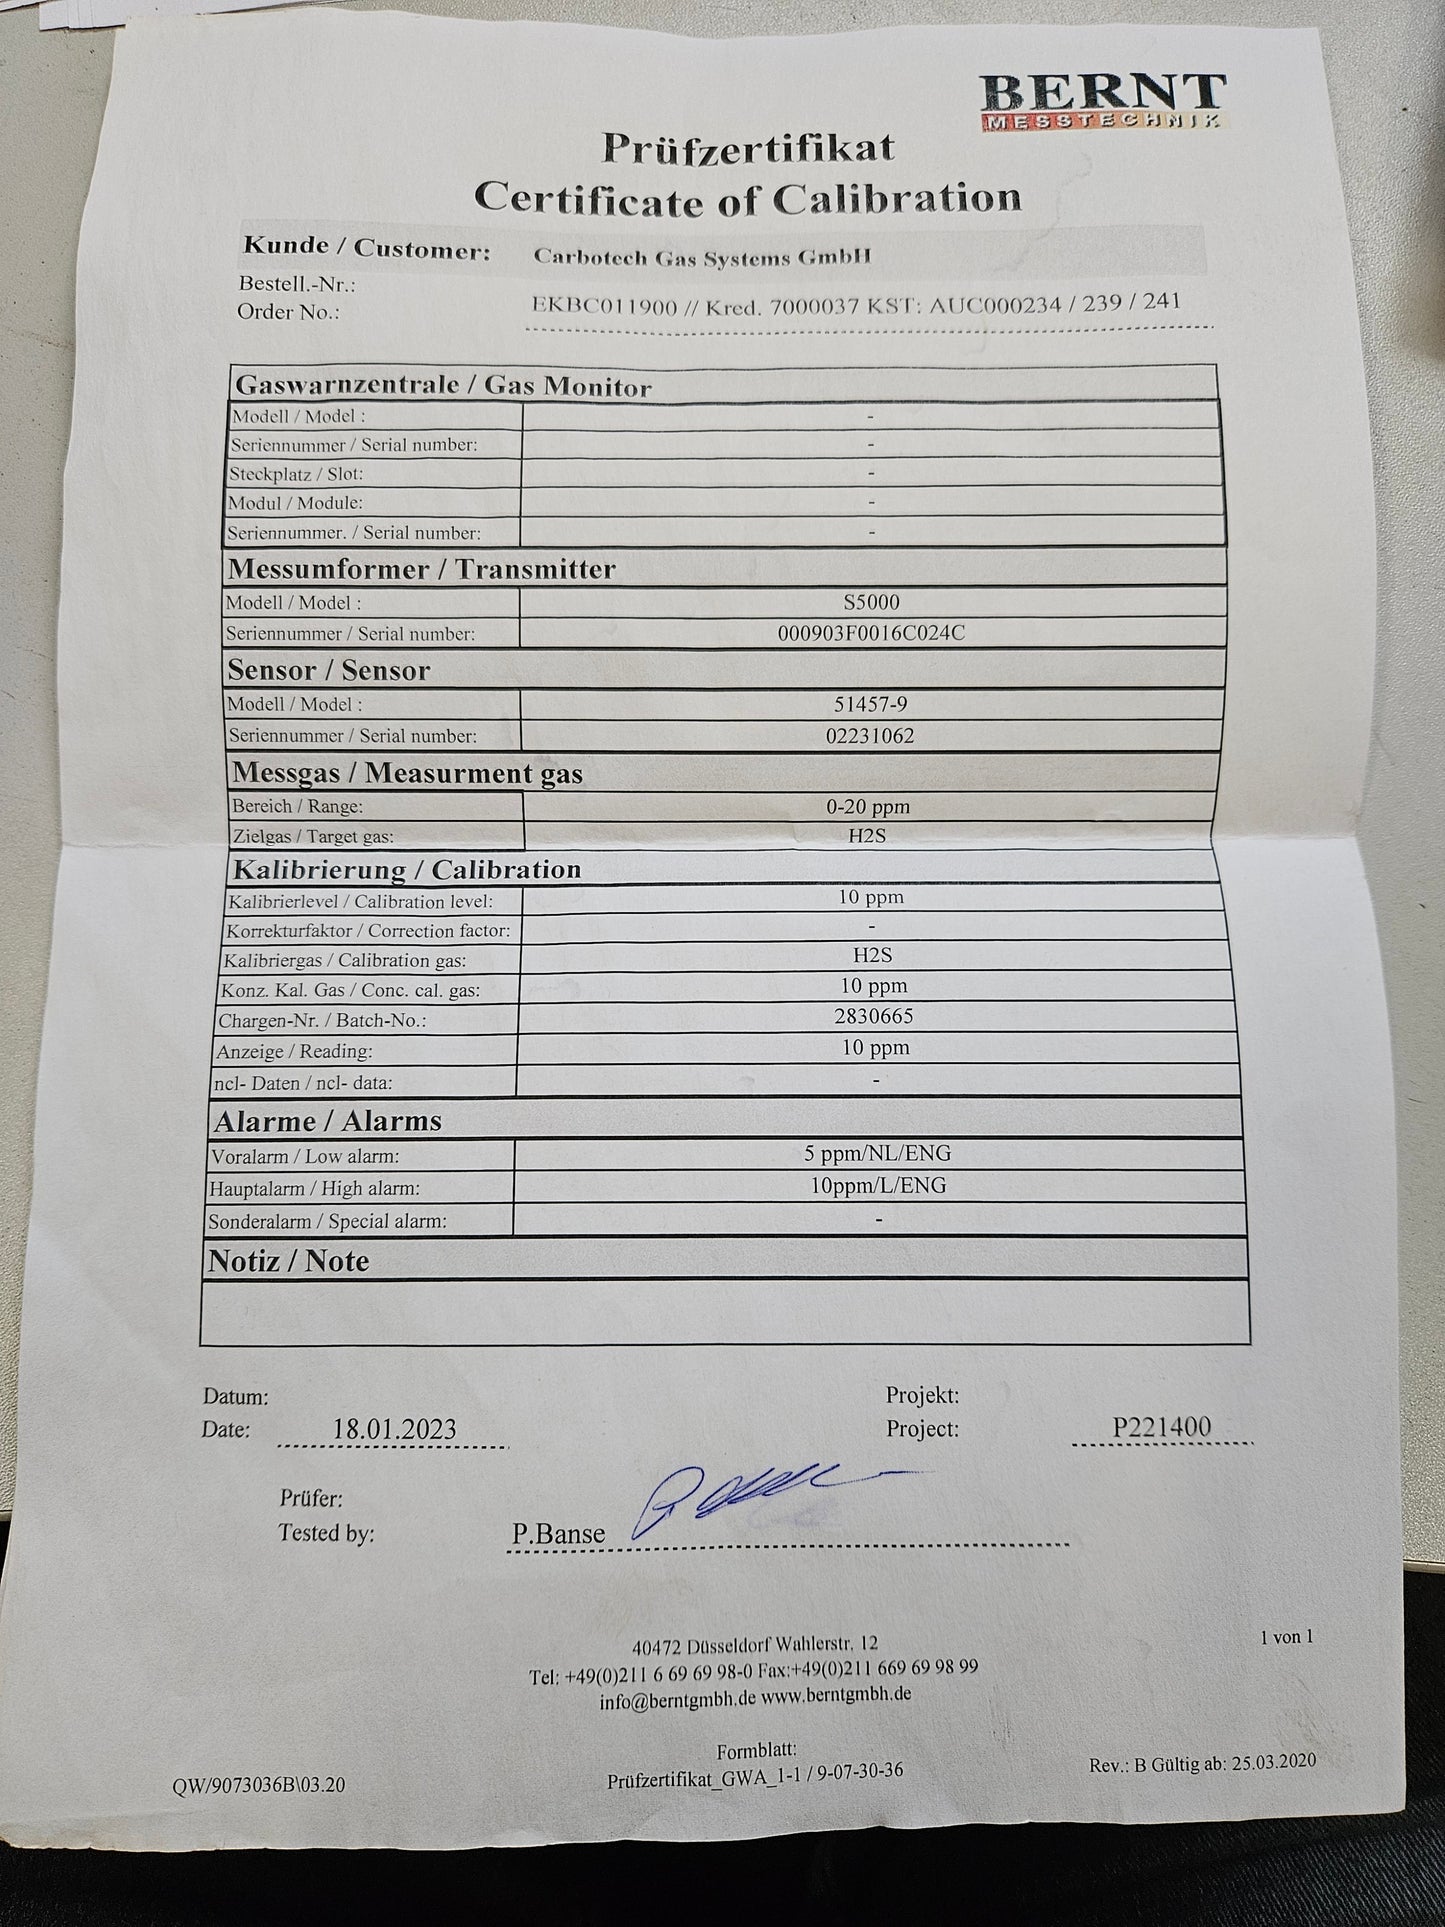 BERNT
MESSTECHNIK
Prüfzertifikat
Certificate of Calibration
Kunde / Customer: Carbotech Gas Systems GmbH
Bestell.-Nr.:
Order No.: EKBC011900 // Kred. 7000037 KST: AUC000234 / 239 / 241
Gaswarnzentrale / Gas Monitor
Modell / Model : -
Seriennummer / Serial number: -
Steckplatz / Slot: -
Modul / Module: -
Seriennummer. / Serial number: -
Messumformer / Transmitter
Modell / Model : S5000
Seriennummer / Serial number: 000903F0016C024C
Sensor / Sensor
Modell / Model : 51457-9
Seriennummer / Serial number: 02231062
Messgas / Measurment gas
Bereich / Range: 0-20 ppm
Zielgas / Target gas: H2S
Kalibrierung / Calibration
Kalibrierlevel / Calibration level: 10 ppm
Korrekturfaktor / Correction factor: -
Kalibriergas / Calibration gas: H2S
Konz. Kal. Gas / Conc. cal. gas: 10 ppm
Chargen-Nr. / Batch-No.: 2830665
Anzeige / Reading: 10 ppm
ncl- Daten / ncl- data: -
Alarme / Alarms
Voralarm / Low alarm: 5 ppm/NL/ENG
Hauptalarm / High alarm: 10ppm/L/ENG
Sonderalarm / Special alarm: -
Notiz / Note
Datum: Projekt:
Date: 18.01.2023 Project: P221400
Prüfer:
Tested by: P.Banse
40472 Düsseldorf Wahlerstr. 12
1 von 1
Tel: +49(0)211 6 69 69 98-0 Fax:+49(0)211 669 69 98 99
info@berntgmbh.de www.berntgmbh.de
Formblatt:
QW/9073036B\03.20 Prüfzertifikat_GWA_1-1 / 9-07-30-36 Rev.: B Gültig ab: 25.03.2020